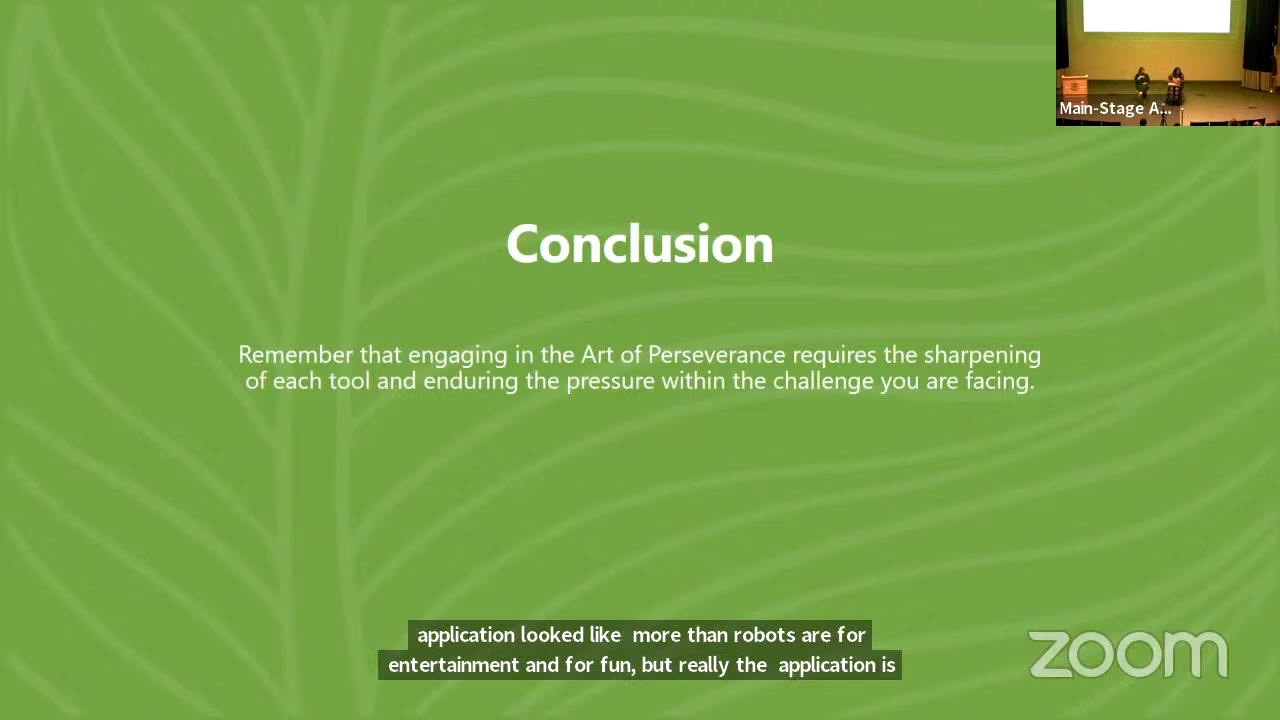 Main-Stage A...
Conclusion
Remember that engaging in the Art of Perseverance requires the sharpening
of each tool and enduring the pressure within the challenge you are facing.
application looked like  more than robots are for
entertainment and for fun, but really the  application is
zoom